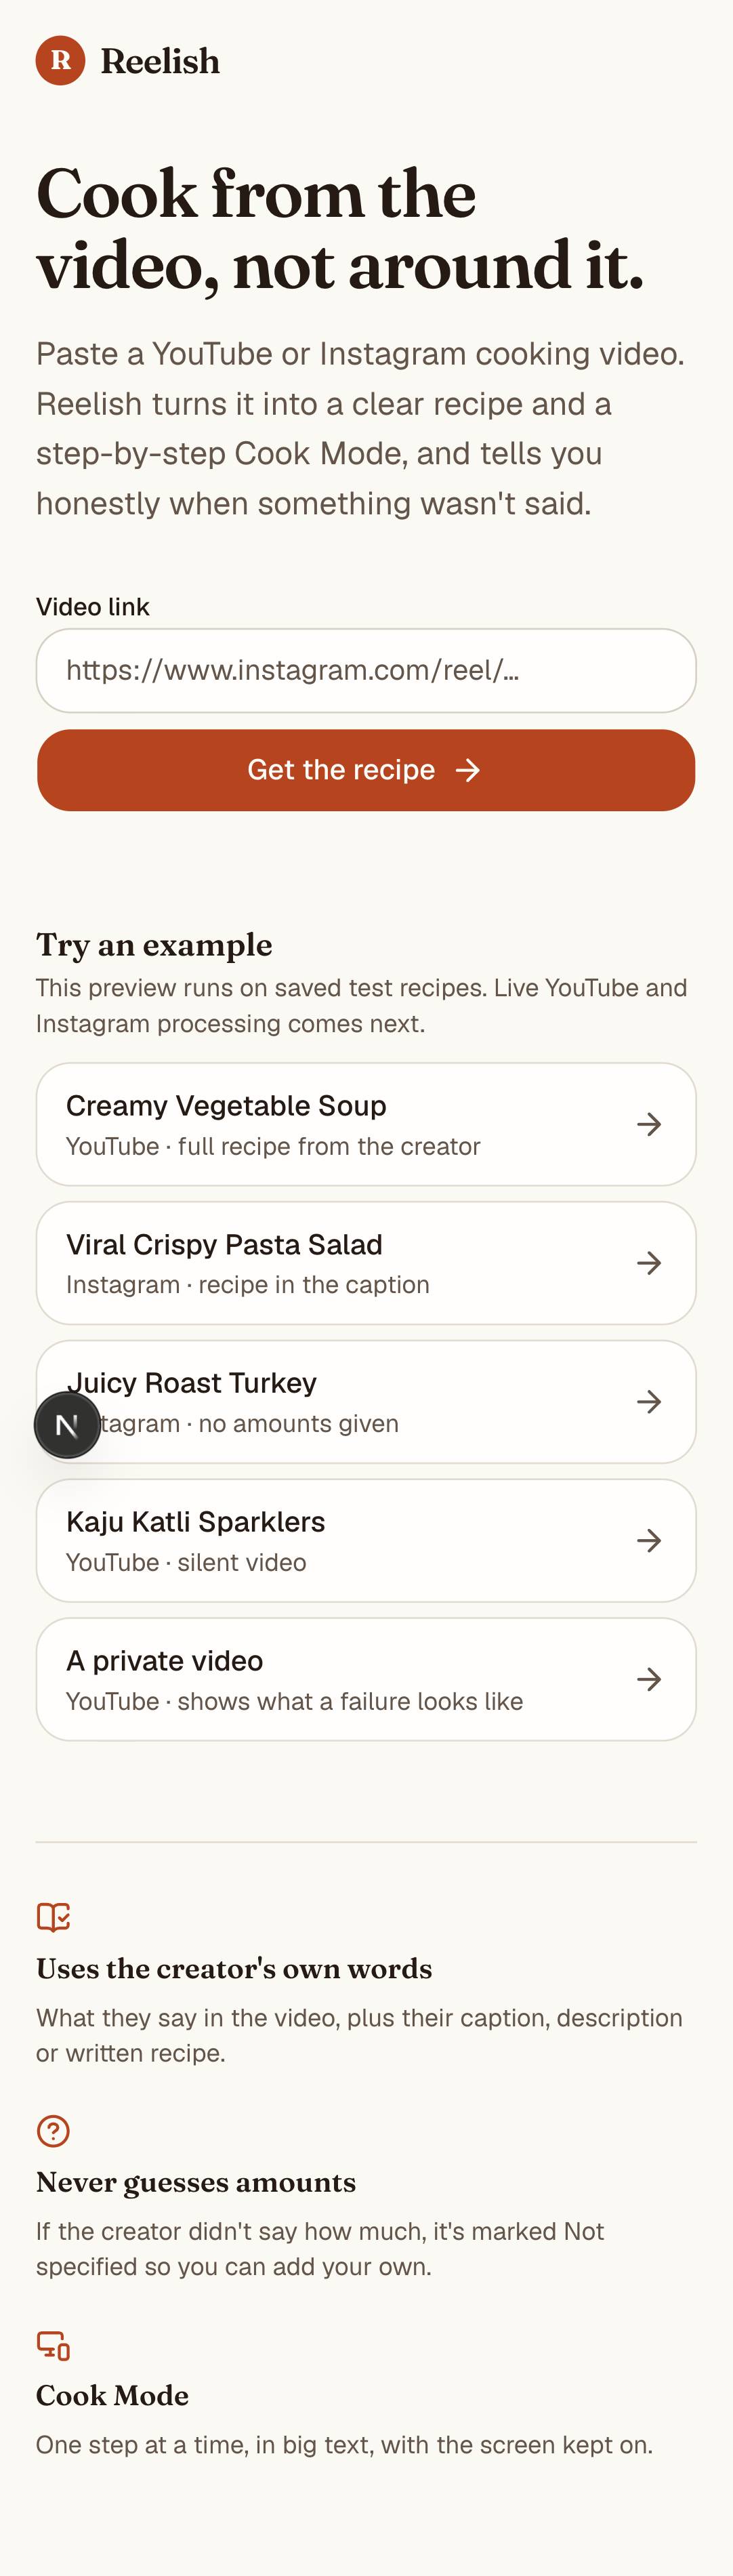 R Reelish
Cook from the
video, not around it.
Paste a YouTube or Instagram cooking video.
Reelish turns it into a clear recipe and a
step-by-step Cook Mode, and tells you
honestly when something wasn't said.
Video link
https://www.instagram.com/reel/…
Get the recipe →
Try an example
This preview runs on saved test recipes. Live YouTube and
Instagram processing comes next.
Creamy Vegetable Soup
YouTube · full recipe from the creator
Viral Crispy Pasta Salad
Instagram · recipe in the caption
Juicy Roast Turkey
N tagram · no amounts given
Kaju Katli Sparklers
YouTube · silent video
A private video
YouTube · shows what a failure looks like
Uses the creator's own words
What they say in the video, plus their caption, description
or written recipe.
Never guesses amounts
If the creator didn't say how much, it's marked Not
specified so you can add your own.
Cook Mode
One step at a time, in big text, with the screen kept on.